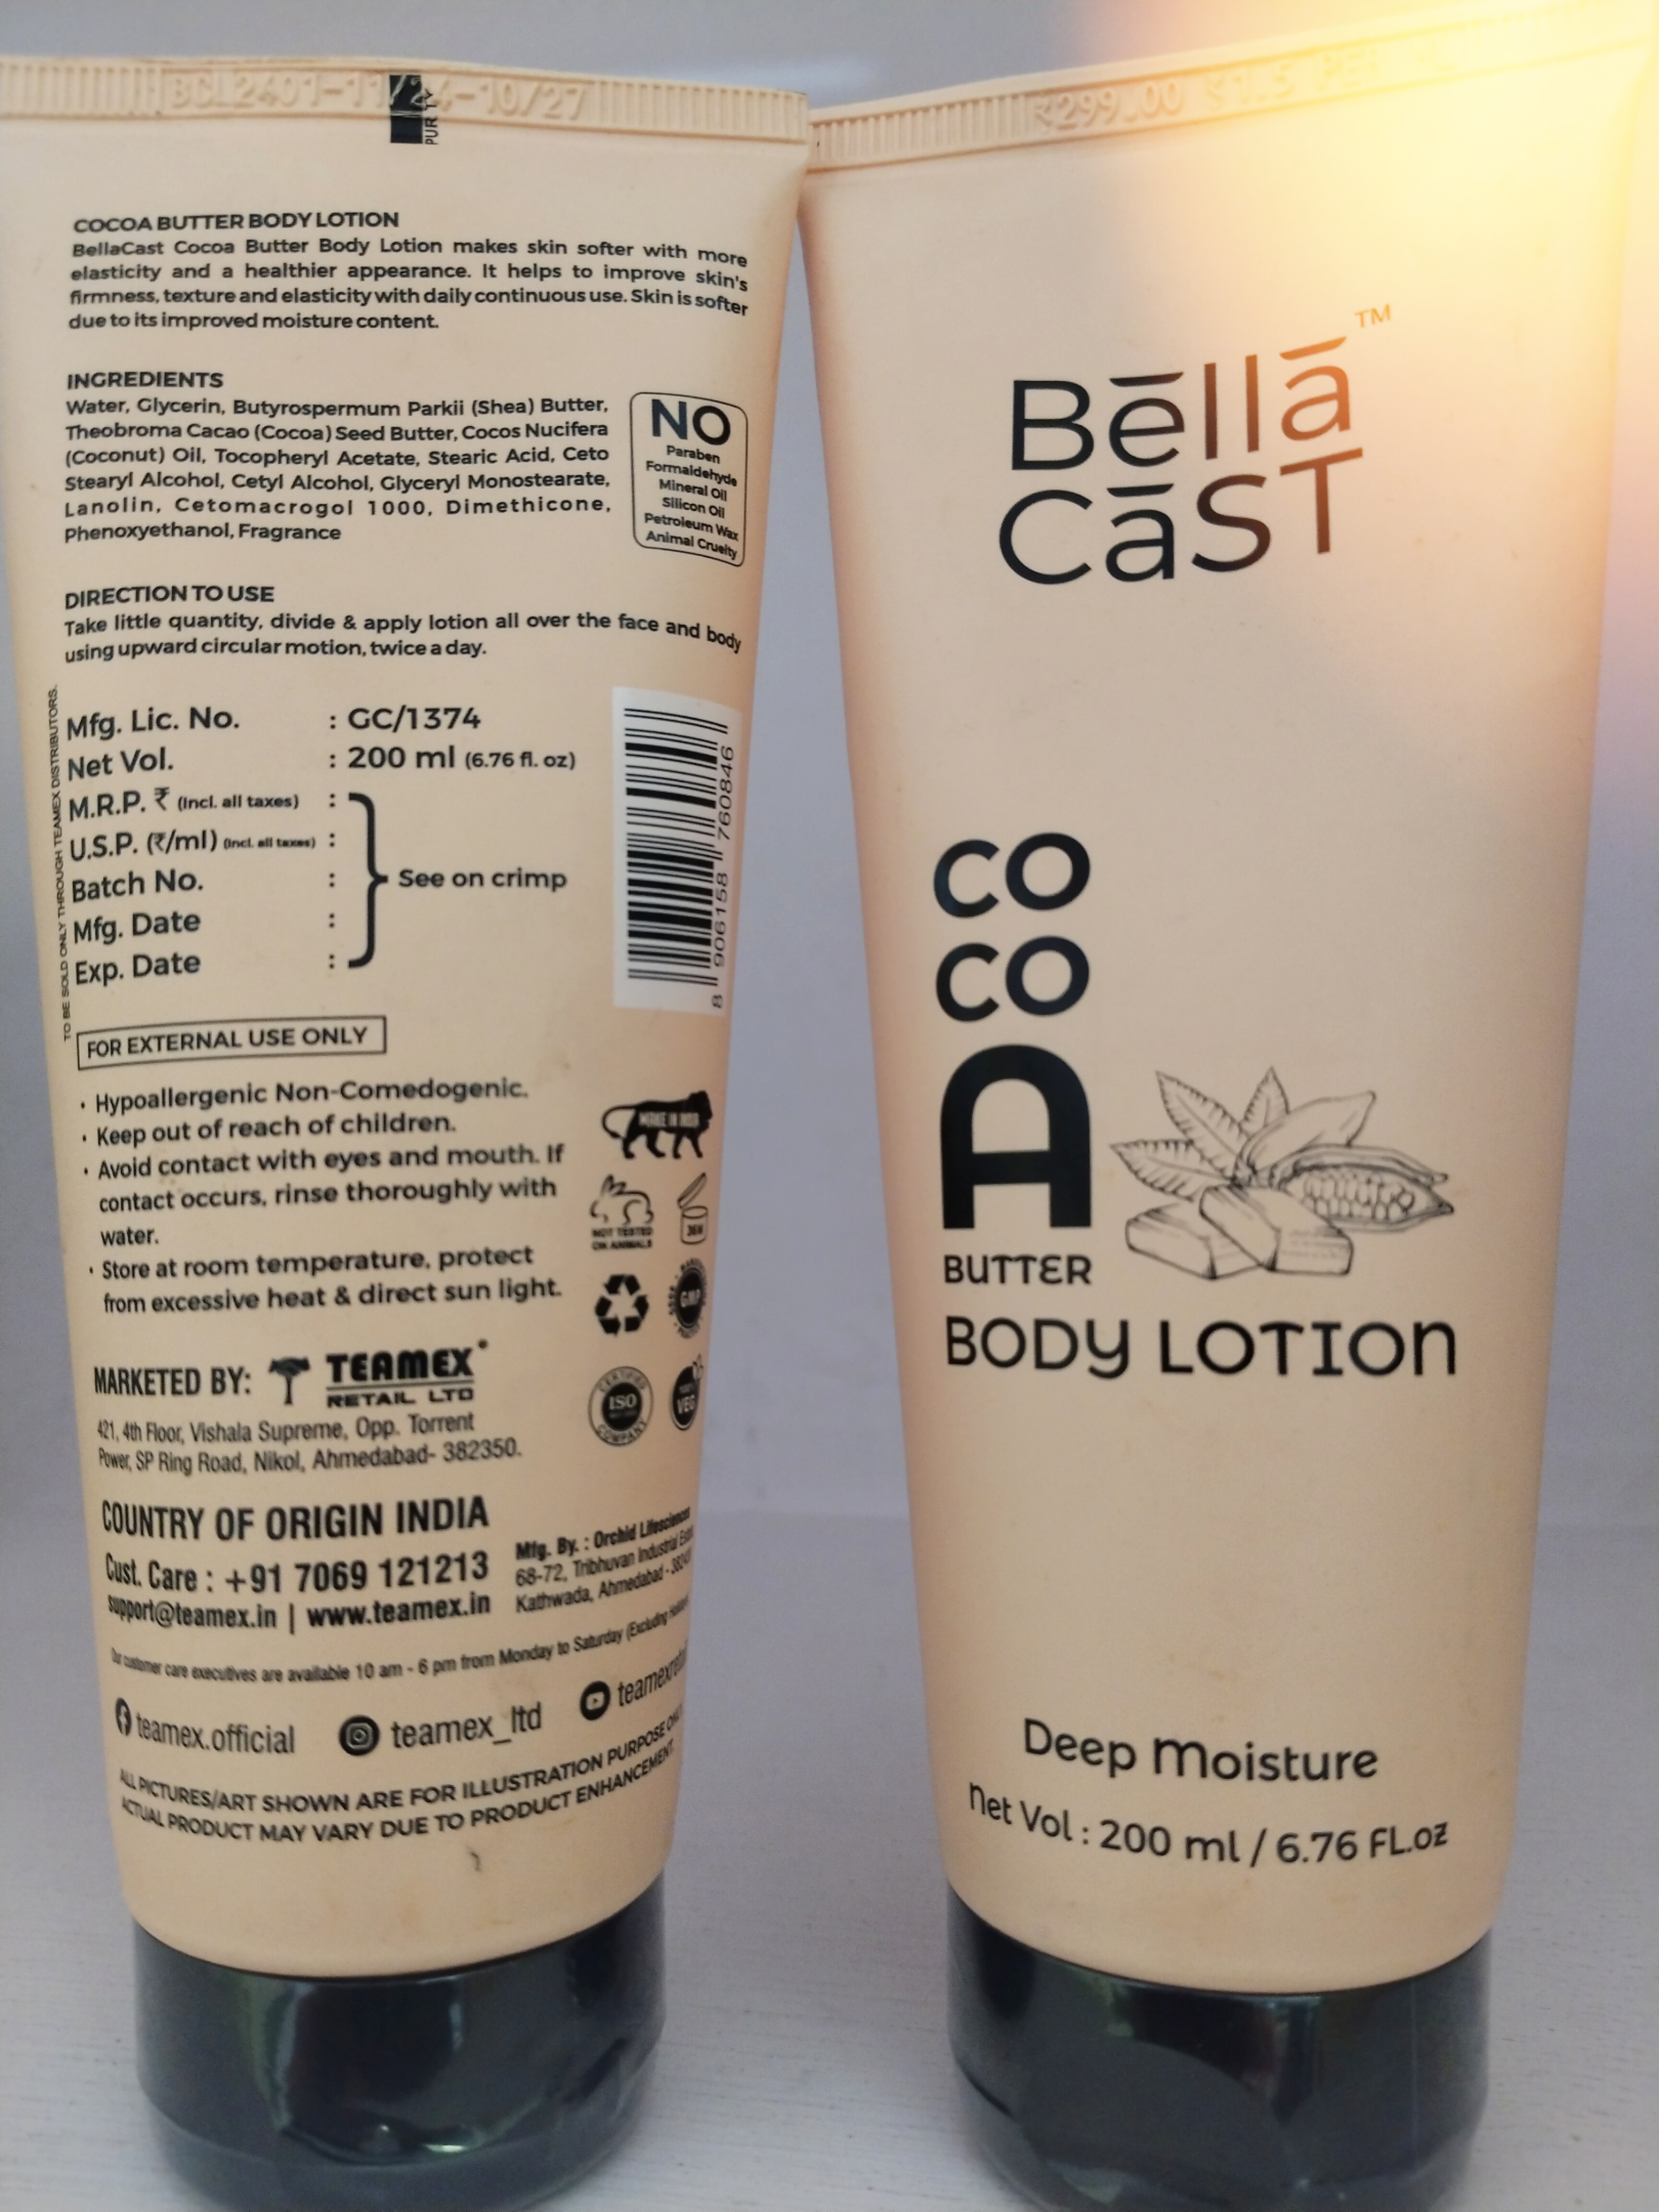 BCL2401-11/24-10/27
PUR TY
COCOA BUTTER BODY LOTION
BellaCast Cocoa Butter Body Lotion makes skin softer with more
elasticity and a healthier appearance. It helps to improve skin's
firmness, texture and elasticity with daily continuous use. Skin is softer
due to its improved moisture content.
INGREDIENTS
Water, Glycerin, Butyrospermum Parkii (Shea) Butter,
Theobroma Cacao (Cocoa) Seed Butter, Cocos Nucifera
(Coconut) Oil, Tocopheryl Acetate, Stearic Acid, Ceto
Stearyl Alcohol, Cetyl Alcohol, Glyceryl Monostearate,
Lanolin, Cetomacrogol 1000, Dimethicone,
Phenoxyethanol, Fragrance
NO
Paraben
Formaldehyde
Mineral Oil
Silicon Oil
Petroleum Wax
Animal Cruelty
DIRECTION TO USE
Take little quantity, divide & apply lotion all over the face and body
using upward circular motion, twice a day.
TO BE SOLD ONLY THROUGH TEAMEX DISTRIBUTORS.
Mfg. Lic. No. : GC/1374
Net Vol. : 200 ml (6.76 fl. oz)
M.R.P. ₹ (Incl. all taxes) :
U.S.P. (₹/ml) (Incl. all taxes) :
Batch No. :
Mfg. Date :
Exp. Date :
See on crimp
8 906158 760846
FOR EXTERNAL USE ONLY
• Hypoallergenic Non-Comedogenic.
• Keep out of reach of children.
• Avoid contact with eyes and mouth. If
contact occurs, rinse thoroughly with
water.
• Store at room temperature, protect
from excessive heat & direct sun light.
MAKE IN INDIA
NOT TESTED
ON ANIMALS
36M
GMP
CERTIFIED
ISO
COMPANY
VEG
MARKETED BY: TEAMEX
RETAIL LTD
421, 4th Floor, Vishala Supreme, Opp. Torrent
Power, SP Ring Road, Nikol, Ahmedabad- 382350.
COUNTRY OF ORIGIN INDIA
Cust. Care : +91 7069 121213
support@teamex.in | www.teamex.in
Mfg. By. : Orchid Lifesciences
68-72, Tribhuvan Industrial
Kathwada, Ahmedabad -
Our customer care executives are available 10 am - 6 pm from Monday to Saturday (Excluding
teamex.official
teamex_ltd
ALL PICTURES/ART SHOWN ARE FOR ILLUSTRATION PURPOSE
ACTUAL PRODUCT MAY VARY DUE TO PRODUCT ENHANCEMENT.
₹299.00 ₹1.5 PER
Bēllā™
CāST
CO
CO
A
BUTTER
BODY LOTION
Deep Moisture
Net Vol : 200 ml / 6.76 FL.oz